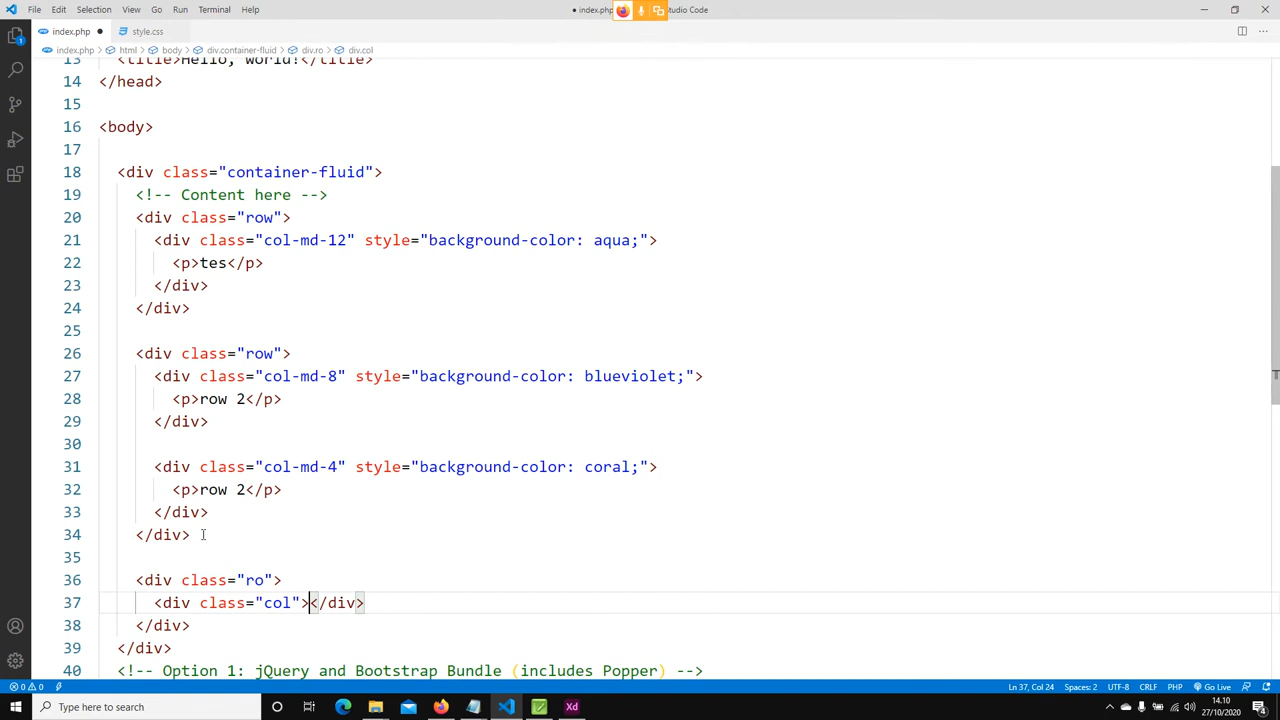 File Edit Selection View Go Run Terminal Help
● index.php
Studio Code
index.php ●
style.css
index.php > html > body > div.container-fluid > div.ro > div.col
13 <title>Hello, world!</title>
14 </head>
15
16 <body>
17
18 <div class="container-fluid">
19 <!-- Content here -->
20 <div class="row">
21 <div class="col-md-12" style="background-color: aqua;">
22 <p>tes</p>
23 </div>
24 </div>
25
26 <div class="row">
27 <div class="col-md-8" style="background-color: blueviolet;">
28 <p>row 2</p>
29 </div>
30
31 <div class="col-md-4" style="background-color: coral;">
32 <p>row 2</p>
33 </div>
34 </div>
35
36 <div class="ro">
37 <div class="col"></div>
38 </div>
39 </div>
40 <!-- Option 1: jQuery and Bootstrap Bundle (includes Popper) -->
0 0
Ln 37, Col 24 Spaces: 2 UTF-8 CRLF PHP Go Live
Type here to search
14.10
27/10/2020
4